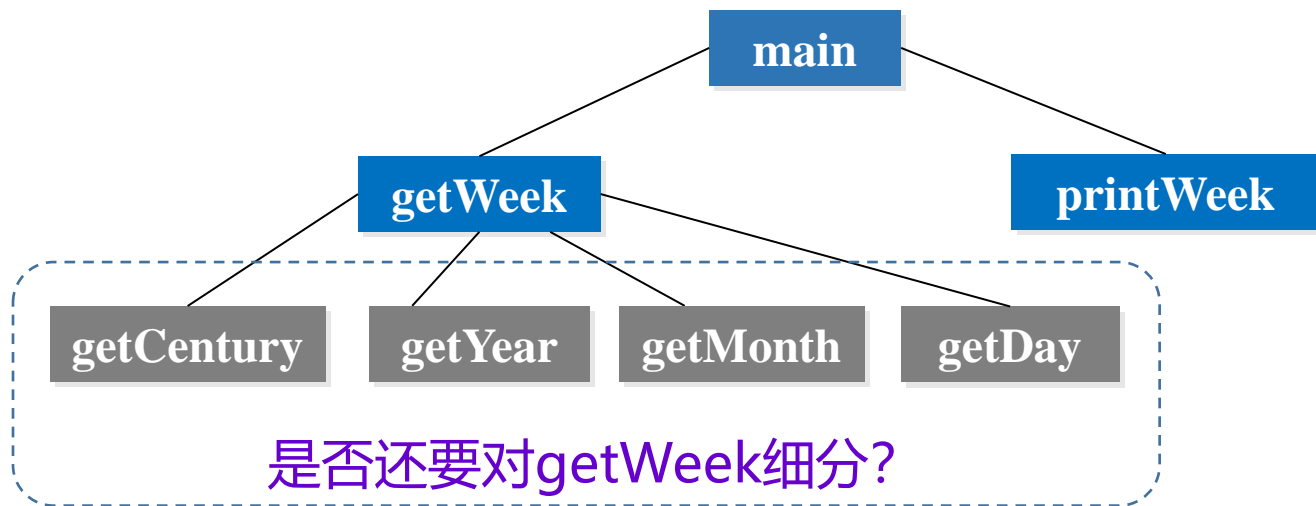 main
getWeek
printWeek
getCentury
getYear
getMonth
getDay
是否还要对getWeek细分?